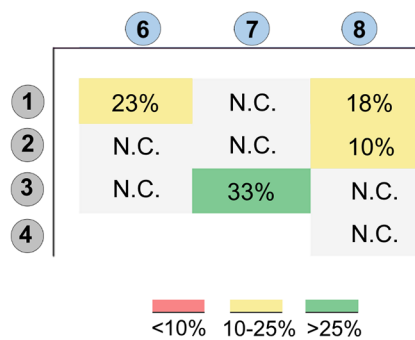 6 7 8
1 23% N.C. 18%
2 N.C. N.C. 10%
3 N.C. 33% N.C.
4 N.C.
<10% 10-25% >25%